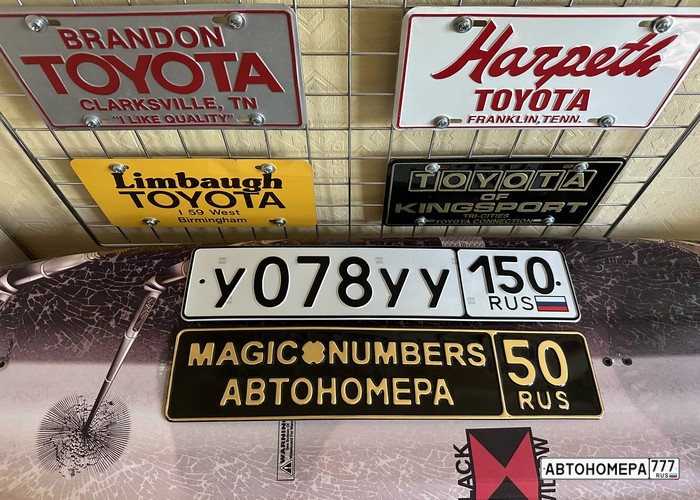 BRANDON
TOYOTA
CLARKSVILLE, TN
"I LIKE QUALITY"
Harpeth
TOYOTA
FRANKLIN, TENN.
Limbaugh
TOYOTA
I 59 West
Birmingham
TOYOTA
OF
KINGSPORT
TRI-CITIES
TOYOTA CONNECTION
у078уу 150
RUS
MAGIC NUMBERS
АВТОНОМЕРА
50
RUS
WARNING
АВТОНОМЕРА 777
RUS